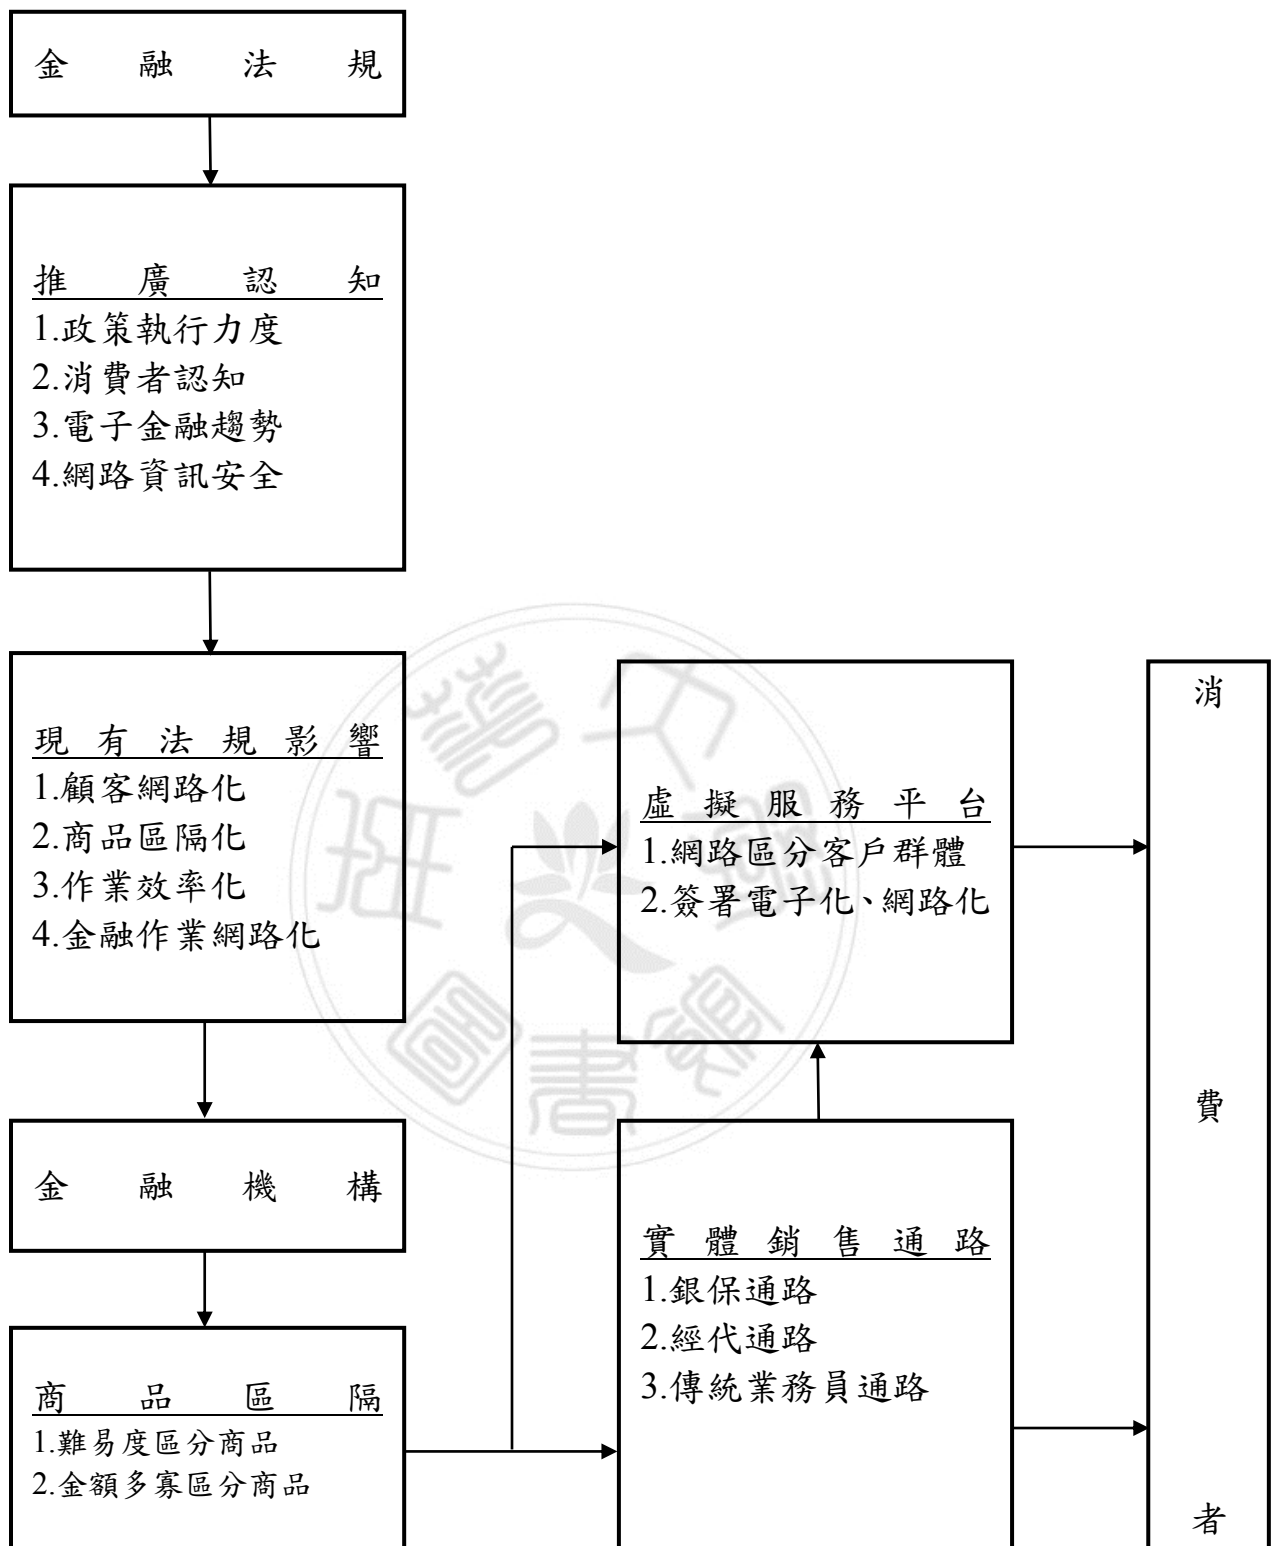 金融法規
推廣認知
1.政策執行力度
2.消費者認知
3.電子金融趨勢
4.網路資訊安全
現有法規影響
1.顧客網路化
2.商品區隔化
3.作業效率化
4.金融作業網路化
金融機構
商品區隔
1.難易度區分商品
2.金額多寡區分商品
虛擬服務平台
1.網路區分客戶群體
2.簽署電子化、網路化
實體銷售通路
1.銀保通路
2.經代通路
3.傳統業務員通路
消費者